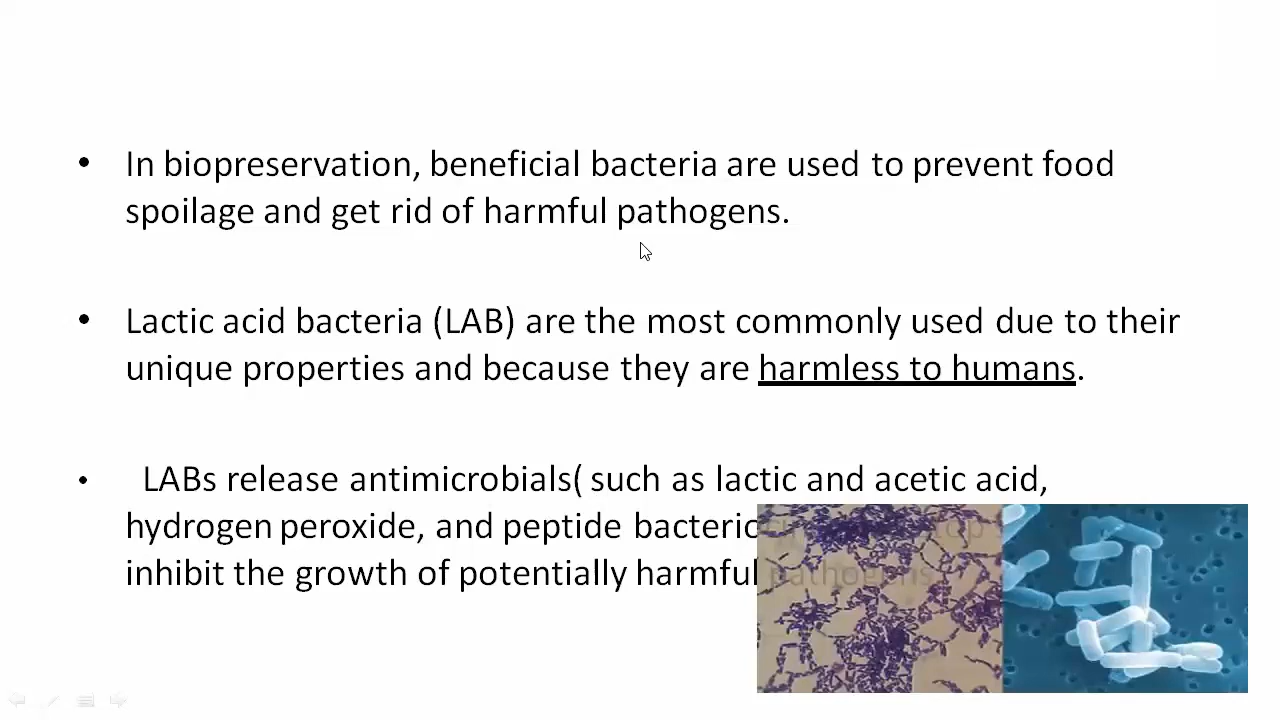 • In biopreservation, beneficial bacteria are used to prevent food
spoilage and get rid of harmful pathogens.
• Lactic acid bacteria (LAB) are the most commonly used due to their
unique properties and because they are harmless to humans.
• LABs release antimicrobials( such as lactic and acetic acid,
hydrogen peroxide, and peptide
inhibit the growth of potentially harmful pathogens